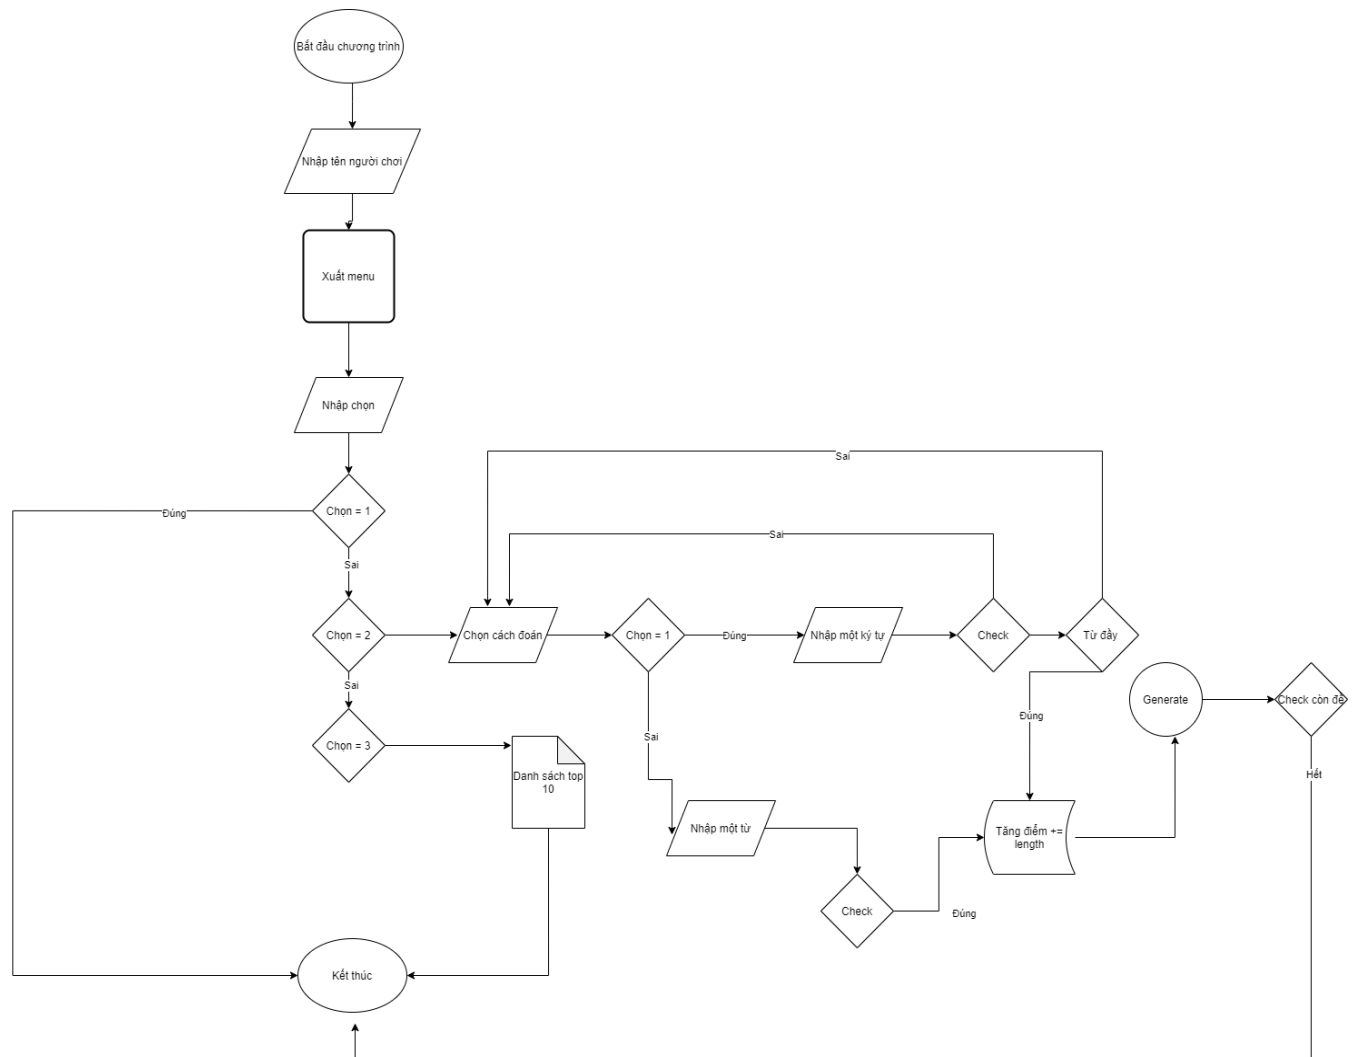 Bắt đầu chương trình
Nhập tên người chơi
Xuất menu
Nhập chọn
Sai
Chọn = 1
Đúng
Sai
Sai
Chọn = 2
Chọn cách đoán
Chọn = 1
Đúng
Nhập một ký tự
Check
Từ đầy
Sai
Generate
Check còn đề
Đúng
Sai
Chọn = 3
Danh sách top
10
Hết
Nhập một từ
Tăng điểm +=
length
Check
Đúng
Kết thúc